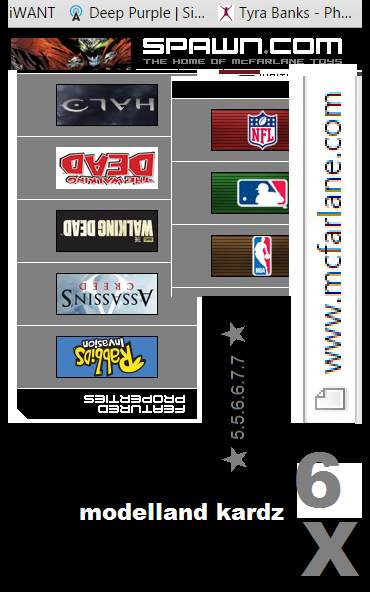 iWANT Deep Purple | Si... Tyra Banks - Ph...
SPAWN.COM
THE HOME OF McFARLANE TOYS
HALO
THE WALKING
DEAD
AMC
THE
WALKING DEAD
ASSASSINS
CREED
Rabbids
Invasion
FEATURED
PROPERTIES
NFL
NBA
www.mcfarlane.com
5.5.6.6.7.7
6
X
modelland kardz